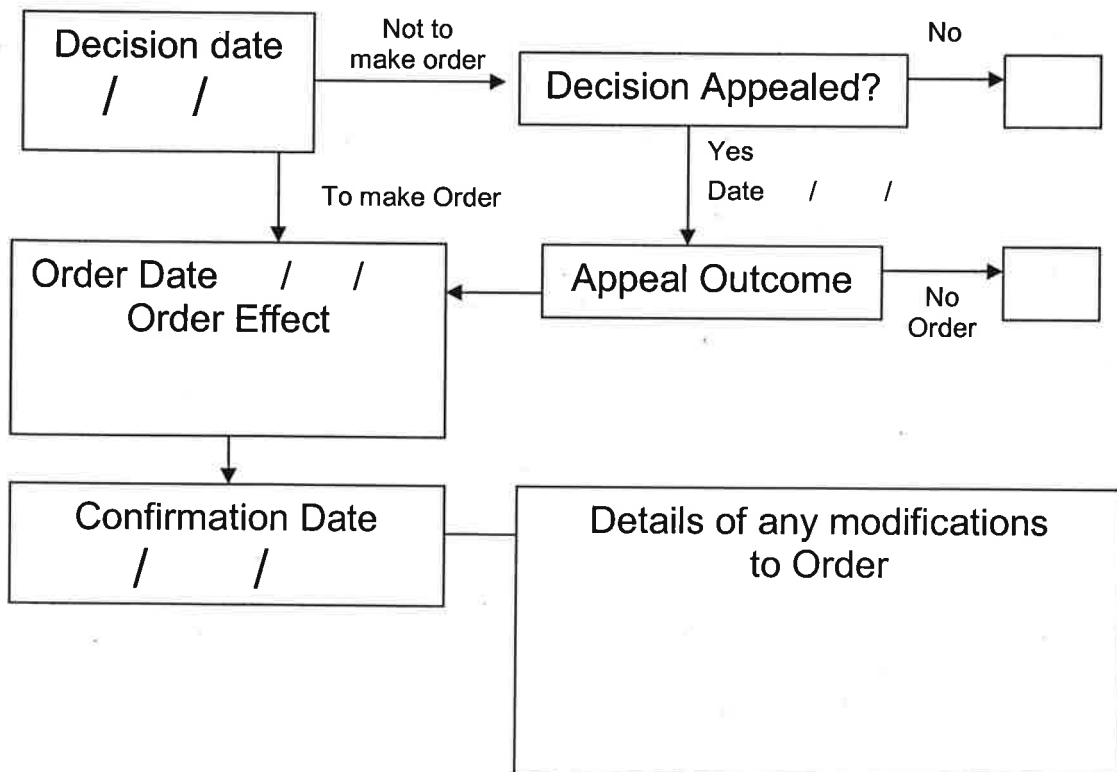 Decision date
/ /
Not to
make order
Decision Appealed?
No
Yes
Date / /
To make Order
Order Date / /
Order Effect
Appeal Outcome
No
Order
Confirmation Date
/ /
Details of any modifications
to Order